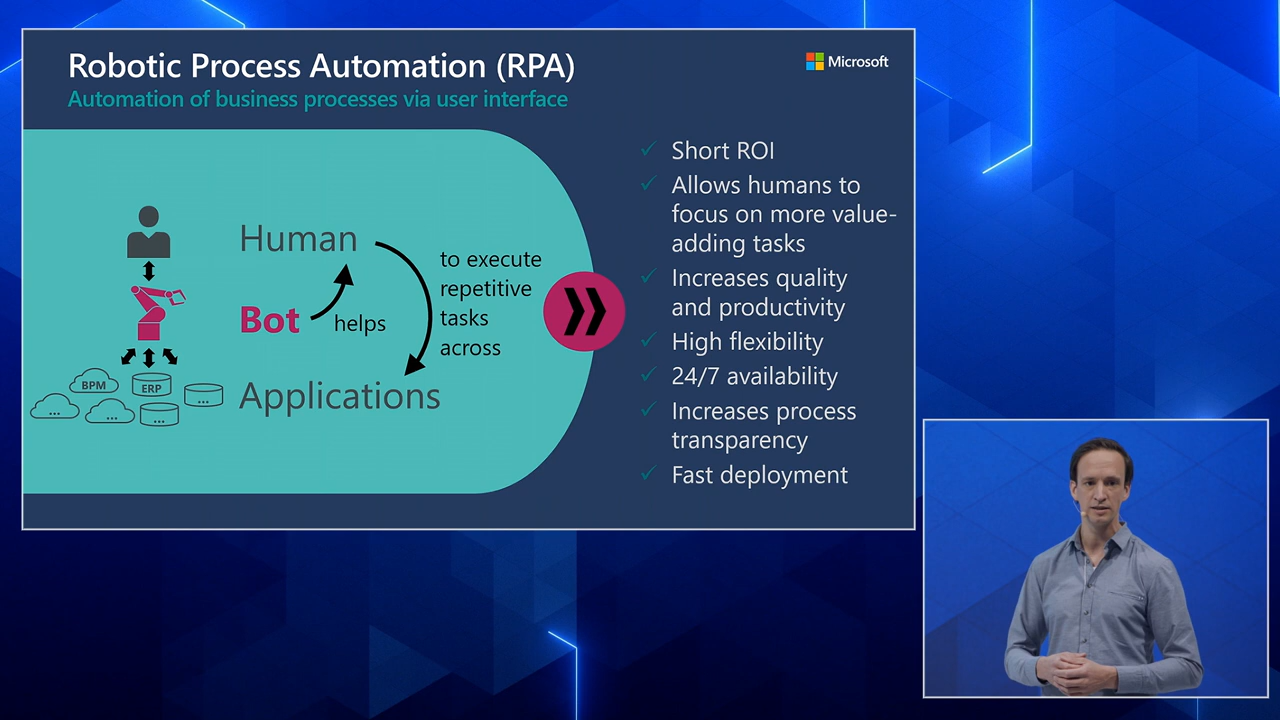 Robotic Process Automation (RPA)
Automation of business processes via user interface
Microsoft
Human
Bot
helps
Applications
to execute
repetitive
tasks
across
BPM
ERP
...
...
...
...
Short ROI
Allows humans to
focus on more value-
adding tasks
Increases quality
and productivity
High flexibility
24/7 availability
Increases process
transparency
Fast deployment